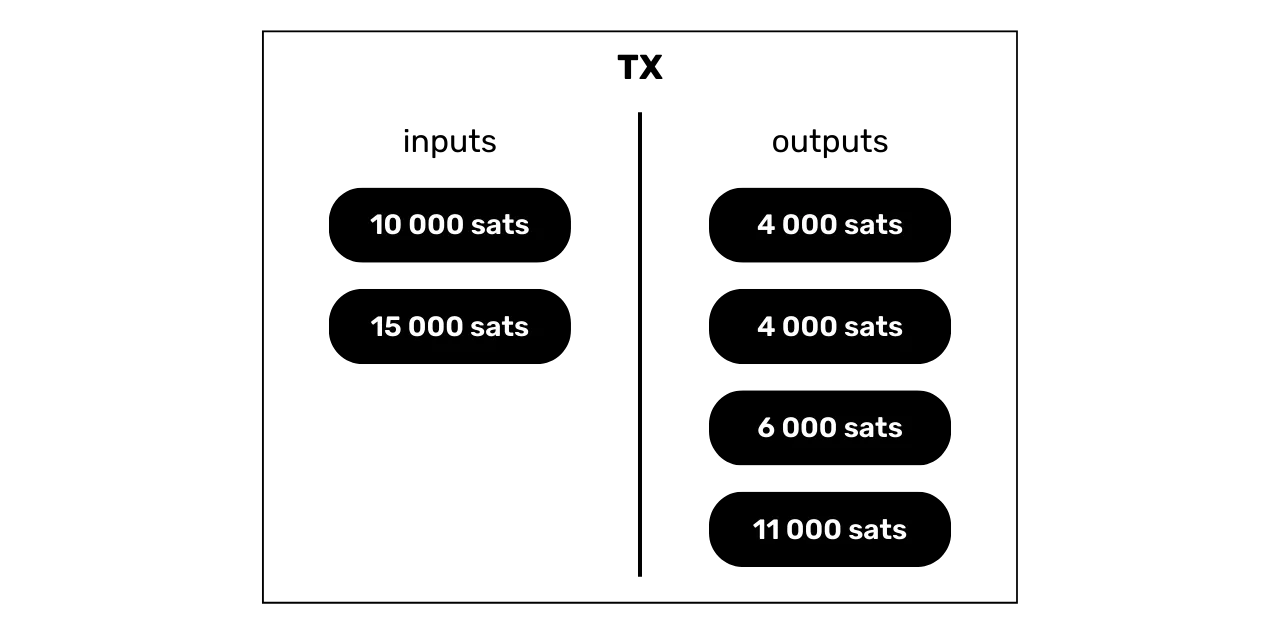 TX
inputs
10 000 sats
15 000 sats
outputs
4 000 sats
4 000 sats
6 000 sats
11 000 sats